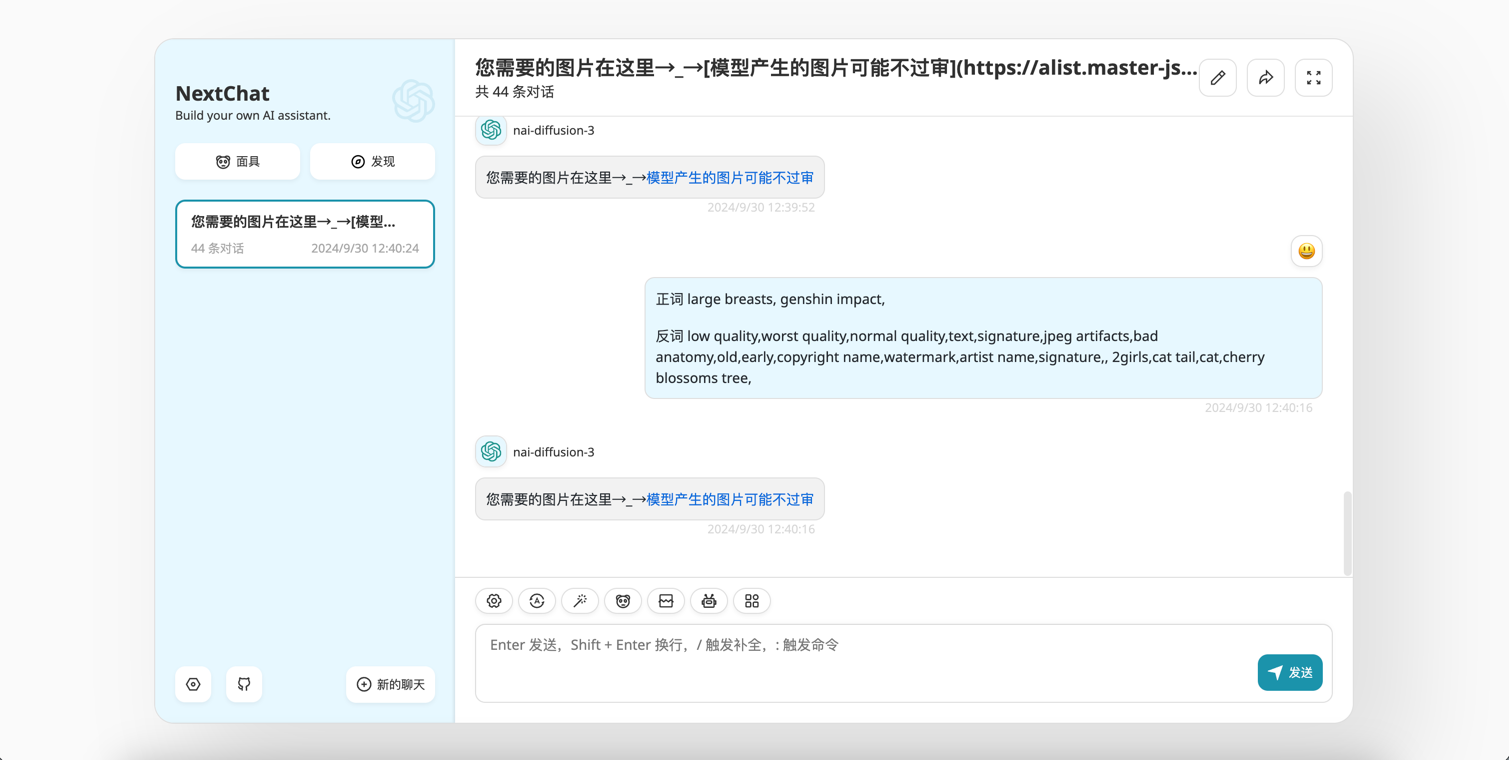 NextChat
Build your own AI assistant.
面具
发现
您需要的图片在这里→_→[模型...
44 条对话
2024/9/30 12:40:24
新的聊天
您需要的图片在这里→_→[模型产生的图片可能不过审](https://alist.master-js...
共 44 条对话
nai-diffusion-3
您需要的图片在这里→_→模型产生的图片可能不过审
2024/9/30 12:39:52
正词 large breasts, genshin impact,
反词 low quality,worst quality,normal quality,text,signature,jpeg artifacts,bad
anatomy,old,early,copyright name,watermark,artist name,signature,, 2girls,cat tail,cat,cherry
blossoms tree,
2024/9/30 12:40:16
nai-diffusion-3
您需要的图片在这里→_→模型产生的图片可能不过审
2024/9/30 12:40:16
Enter 发送，Shift + Enter 换行，/ 触发补全，: 触发命令
发送